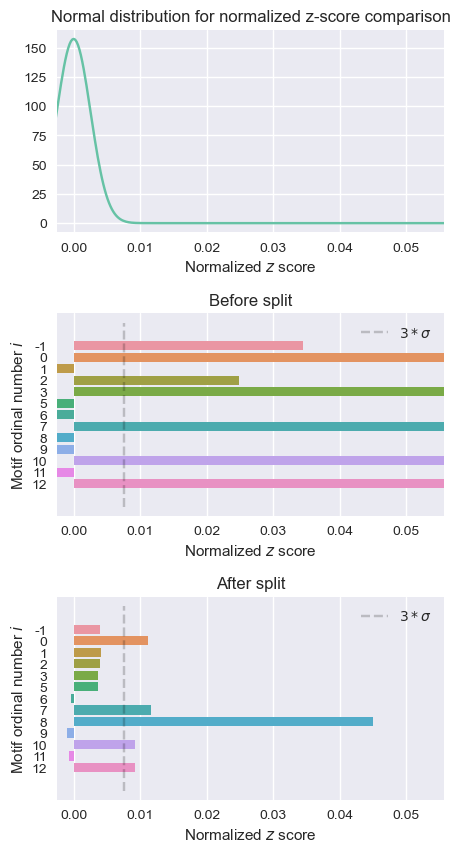 Normal distribution for normalized z-score comparison
150
125
100
75
50
25
0
0.00 0.01 0.02 0.03 0.04 0.05
Normalized z score
Before split
Motif ordinal number i
-1
0
1
2
3
5
6
7
8
9
10
11
12
3 * σ
0.00 0.01 0.02 0.03 0.04 0.05
Normalized z score
After split
Motif ordinal number i
-1
0
1
2
3
5
6
7
8
9
10
11
12
3 * σ
0.00 0.01 0.02 0.03 0.04 0.05
Normalized z score